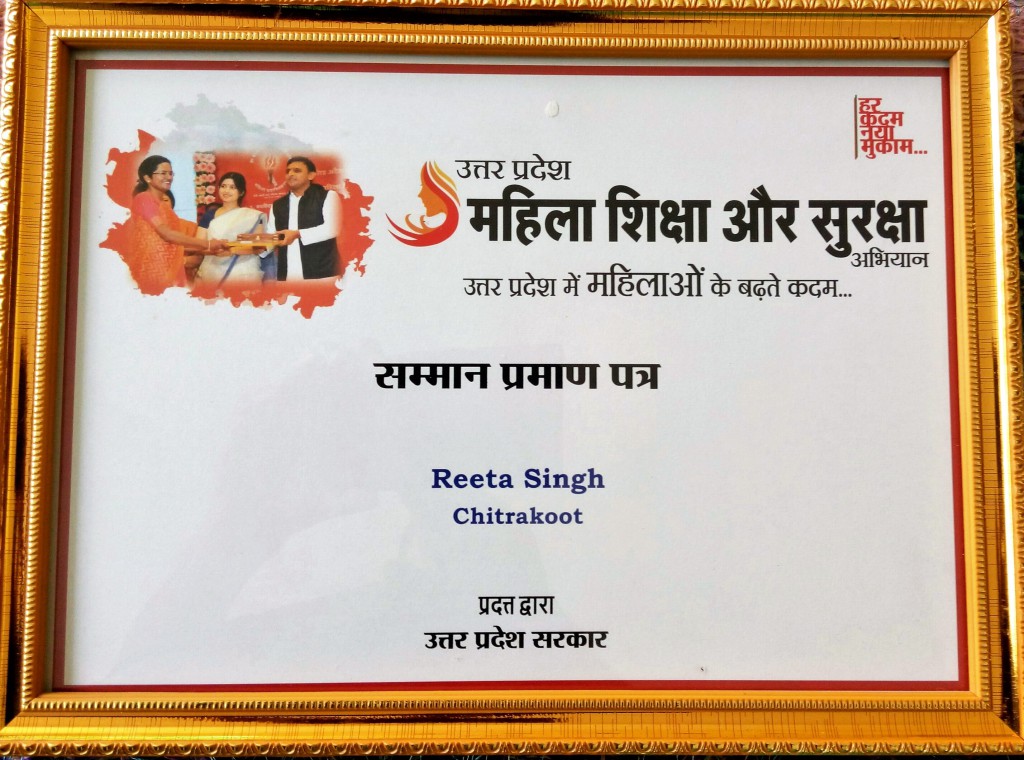 हर
कदम
नया
मुकाम...
उत्तर प्रदेश
महिला शिक्षा और सुरक्षा
अभियान
उत्तर प्रदेश में महिलाओं के बढ़ते कदम...
सम्मान प्रमाण पत्र
Reeta Singh
Chitrakoot
प्रदत्त द्वारा
उत्तर प्रदेश सरकार